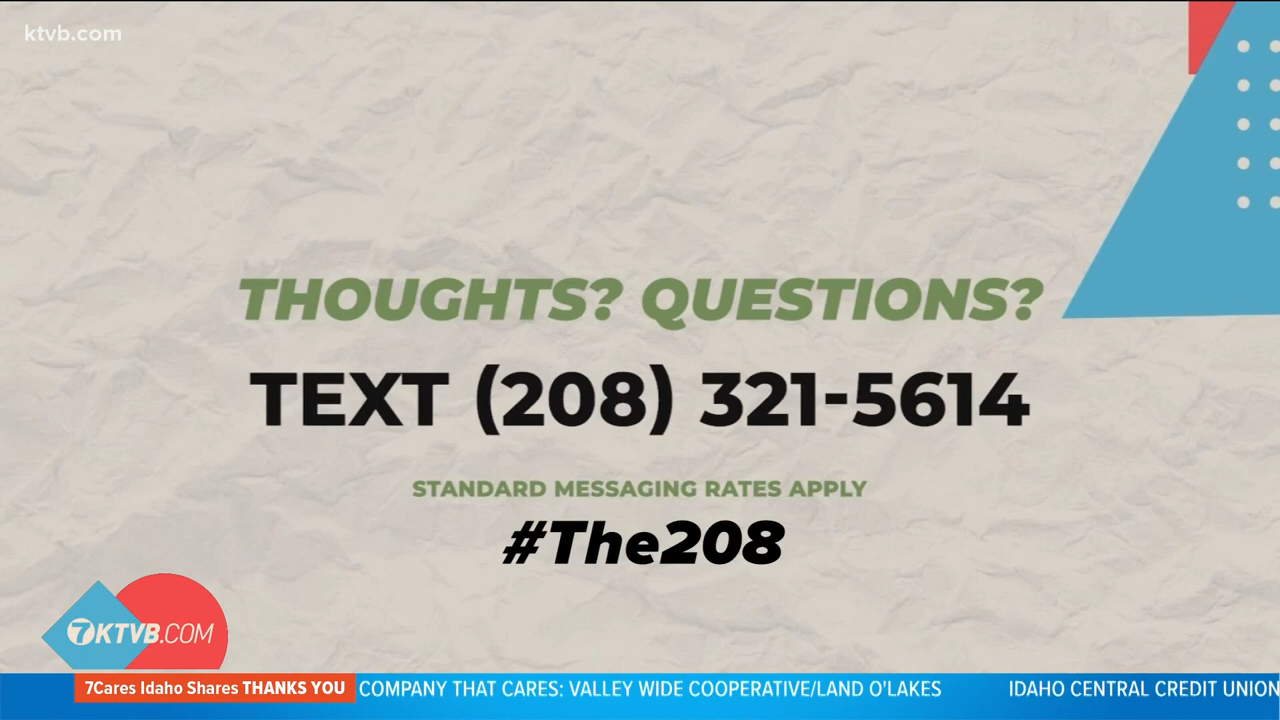 ktvb.com
THOUGHTS? QUESTIONS?
TEXT (208) 321-5614
STANDARD MESSAGING RATES APPLY
#The208
7KTVB.COM
7Cares Idaho Shares THANKS YOU COMPANY THAT CARES: VALLEY WIDE COOPERATIVE/LAND O'LAKES IDAHO CENTRAL CREDIT UNION